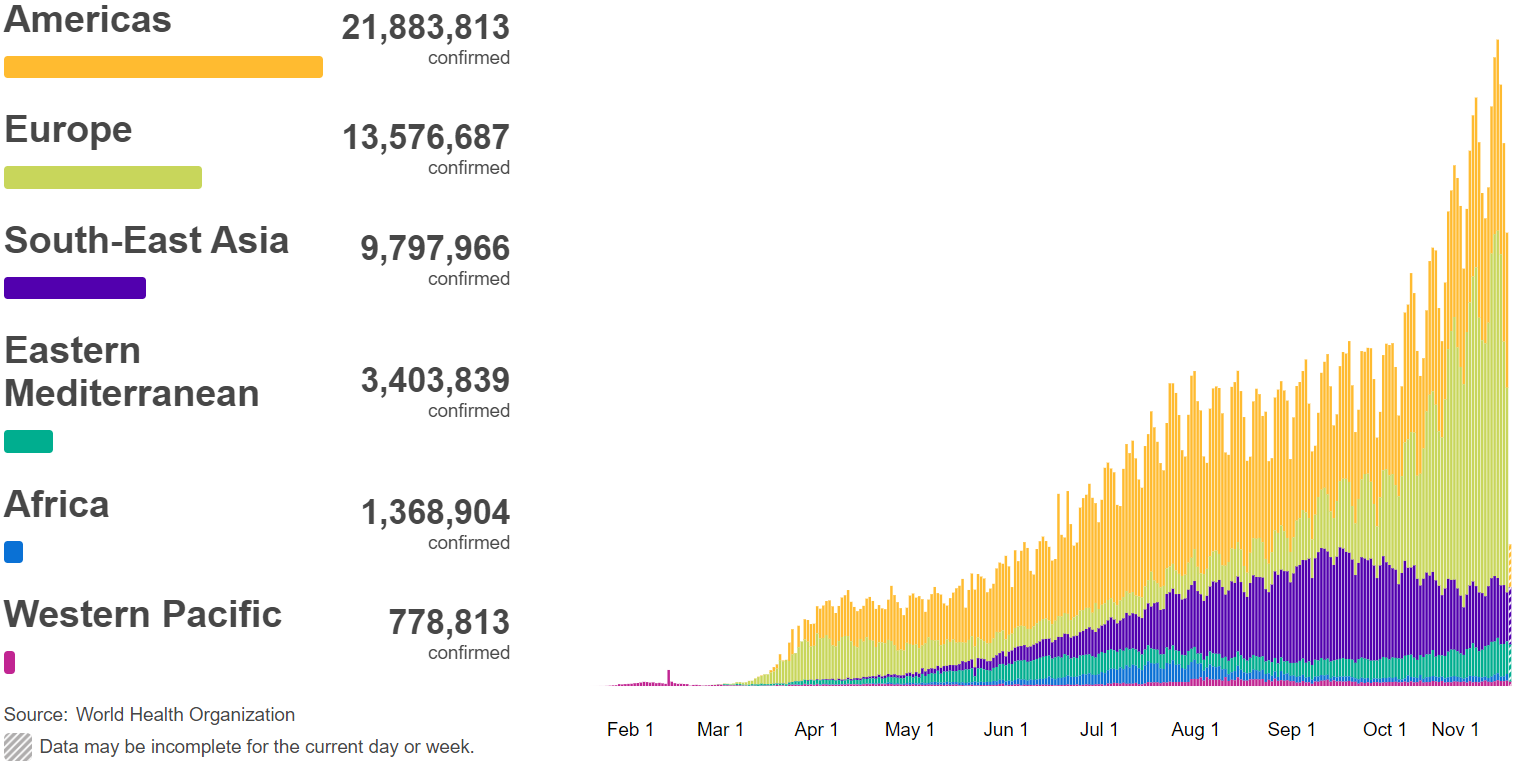 Americas
21,883,813
confirmed
Europe
13,576,687
confirmed
South-East Asia
9,797,966
confirmed
Eastern
Mediterranean
3,403,839
confirmed
Africa
1,368,904
confirmed
Western Pacific
778,813
confirmed
Source: World Health Organization
Data may be incomplete for the current day or week.
Feb 1 Mar 1 Apr 1 May 1 Jun 1 Jul 1 Aug 1 Sep 1 Oct 1 Nov 1